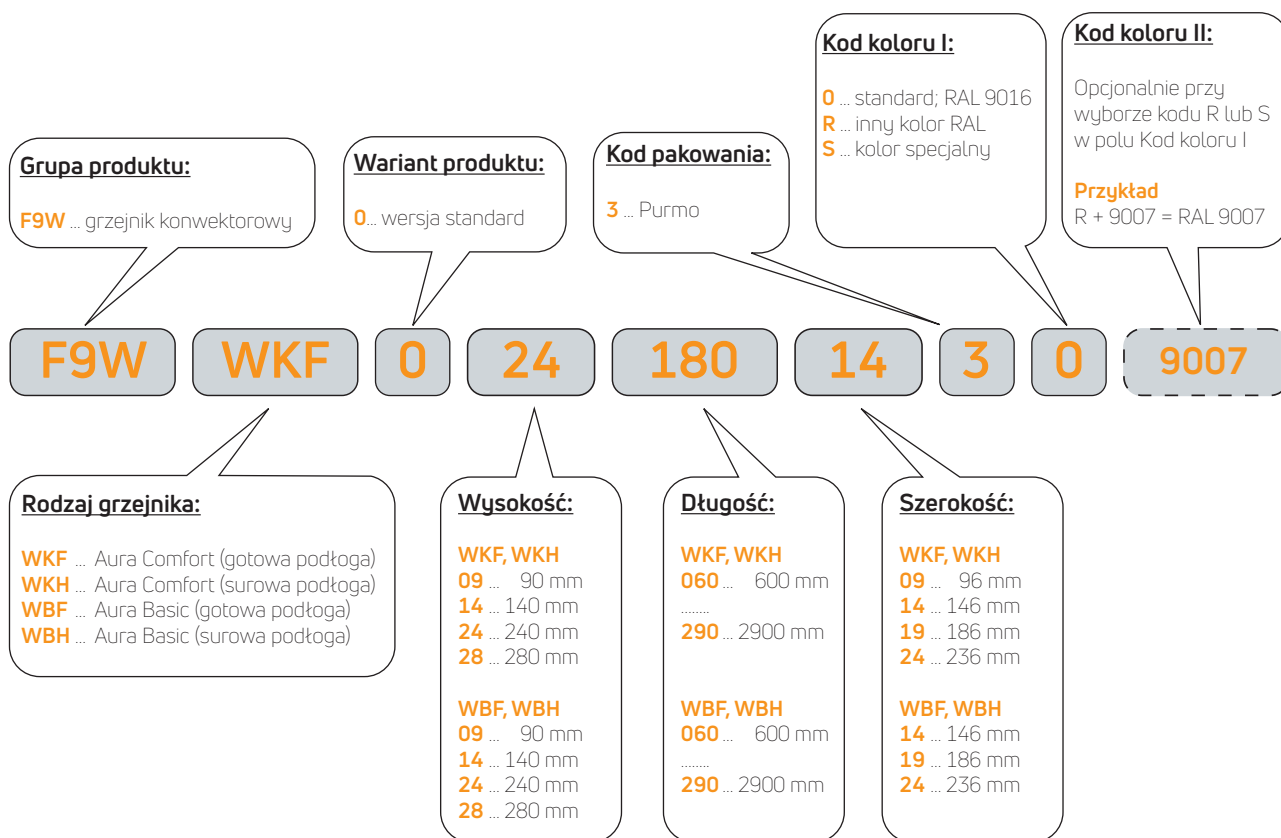 Kod koloru I:
0 ... standard; RAL 9016
R ... inny kolor RAL
S ... kolor specjalny
Kod koloru II:
Opcjonalnie przy
wyborze kodu R lub S
w polu Kod koloru I
Przykład
R + 9007 = RAL 9007
Grupa produktu:
F9W ... grzejnik konwektorowy
Wariant produktu:
0... wersja standard
Kod pakowania:
3 ... Purmo
F9W WKF 0 24 180 14 3 0 9007
Rodzaj grzejnika:
WKF ... Aura Comfort (gotowa podłoga)
WKH ... Aura Comfort (surowa podłoga)
WBF ... Aura Basic (gotowa podłoga)
WBH ... Aura Basic (surowa podłoga)
Wysokość:
WKF, WKH
09 ... 90 mm
14 ... 140 mm
24 ... 240 mm
28 ... 280 mm
WBF, WBH
09 ... 90 mm
14 ... 140 mm
24 ... 240 mm
28 ... 280 mm
Długość:
WKF, WKH
060 ... 600 mm
........
290 ... 2900 mm
WBF, WBH
060 ... 600 mm
........
290 ... 2900 mm
Szerokość:
WKF, WKH
09 ... 96 mm
14 ... 146 mm
19 ... 186 mm
24 ... 236 mm
WBF, WBH
14 ... 146 mm
19 ... 186 mm
24 ... 236 mm